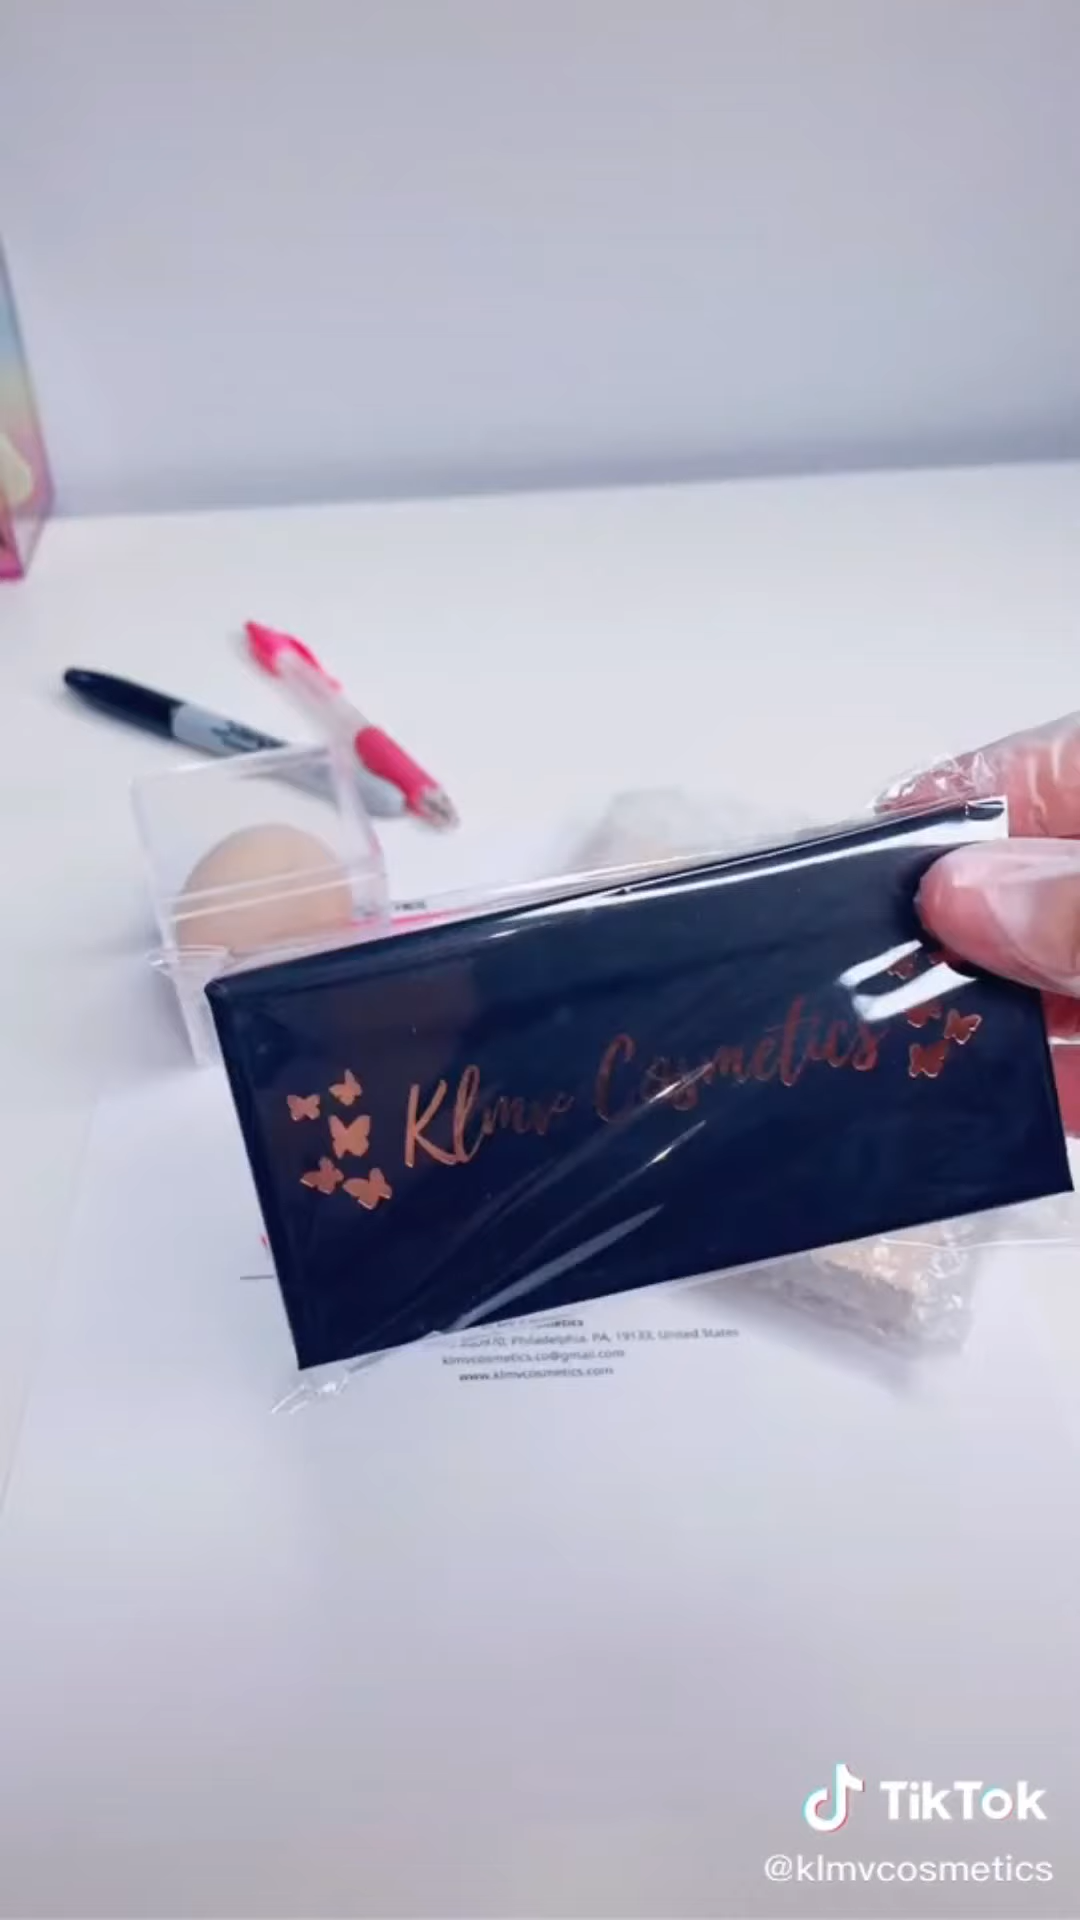 Klmv Cosmetics
Philadelphia, PA, 19133, United States
klmvcosmetics.co@gmail.com
www.klmvcosmetics.com
TikTok
@klmvcosmetics